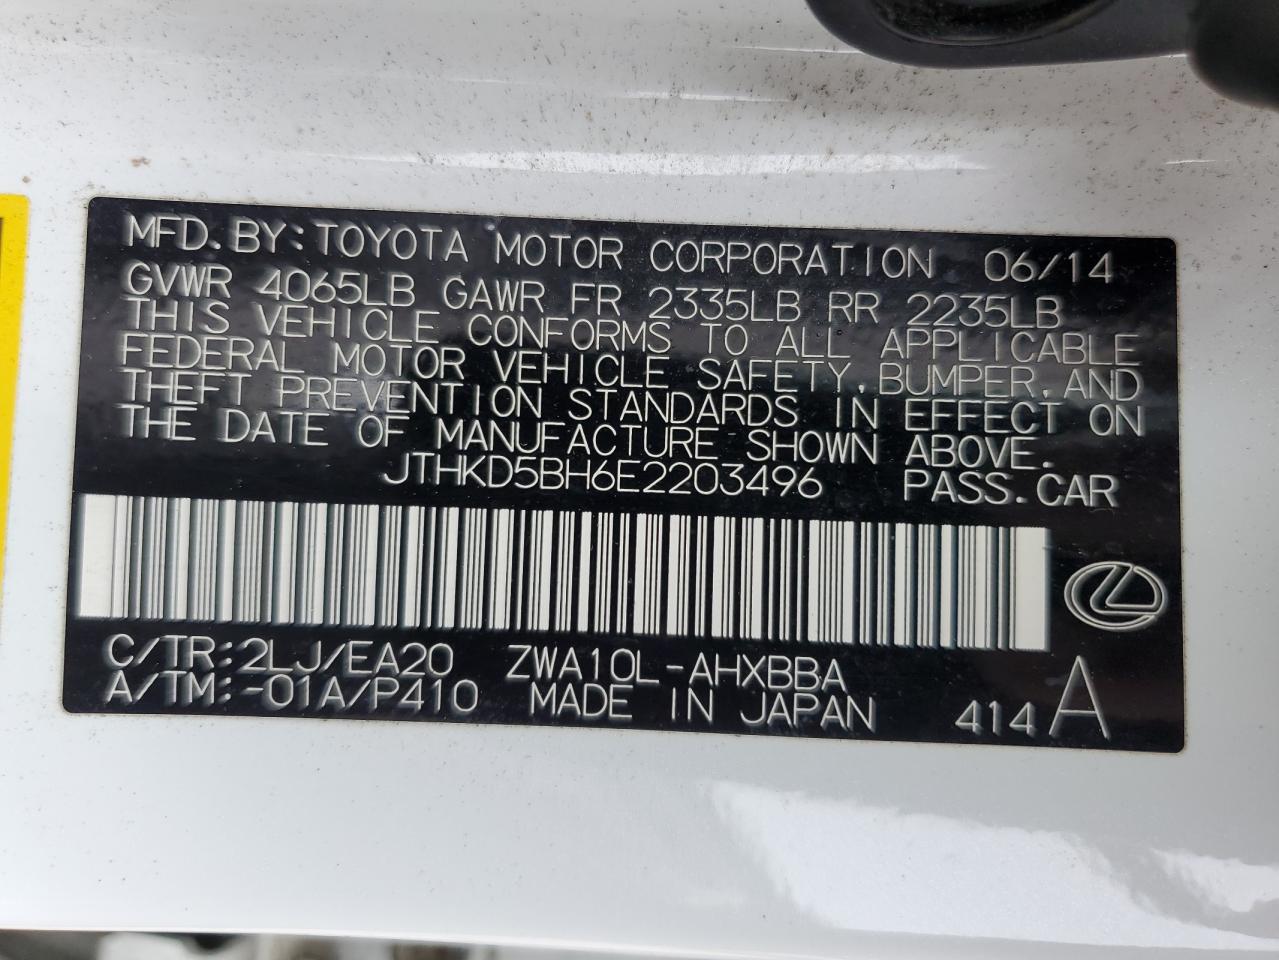 MFD. BY: TOYOTA MOTOR CORPORATION 06/14
GVWR 4065LB GAWR FR 2335LB RR 2235LB
THIS VEHICLE CONFORMS TO ALL APPLICABLE
FEDERAL MOTOR VEHICLE SAFETY, BUMPER, AND
THEFT PREVENTION STANDARDS IN EFFECT ON
THE DATE OF MANUFACTURE SHOWN ABOVE.
JTHKD5BH6E2203496 PASS. CAR
C/TR:2LJ/EA20 ZWA10L-AHXBBA
A/TM:-01A/P410 MADE IN JAPAN 414 A